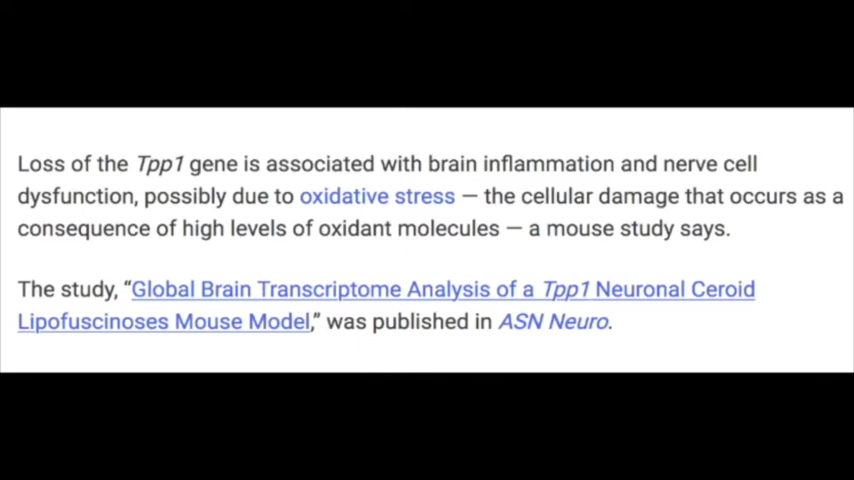 Loss of the Tpp1 gene is associated with brain inflammation and nerve cell
dysfunction, possibly due to oxidative stress — the cellular damage that occurs as a
consequence of high levels of oxidant molecules — a mouse study says.
The study, “Global Brain Transcriptome Analysis of a Tpp1 Neuronal Ceroid
Lipofuscinoses Mouse Model,” was published in ASN Neuro.